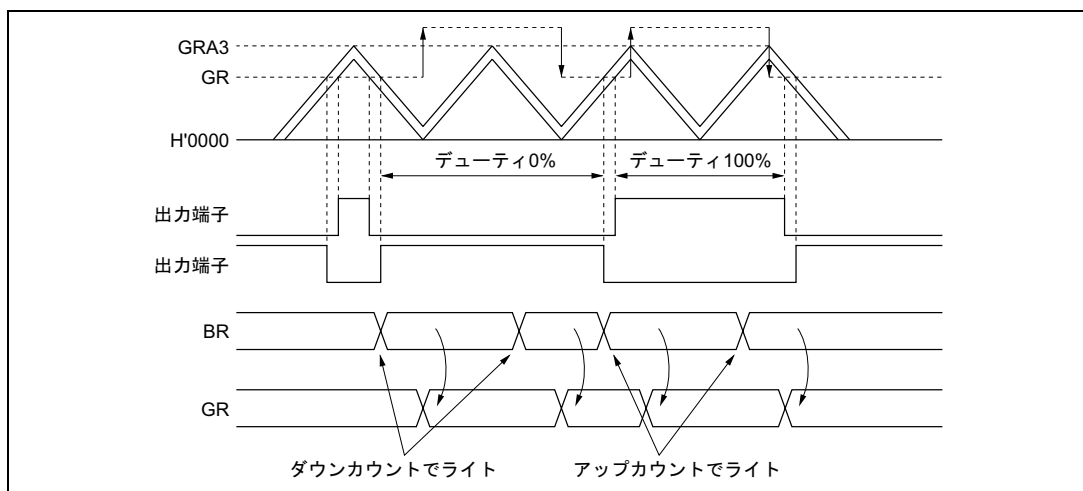 GRA3
GR
H'0000
デューティ0%
デューティ100%
出力端子
出力端子
BR
GR
ダウンカウントでライト
アップカウントでライト